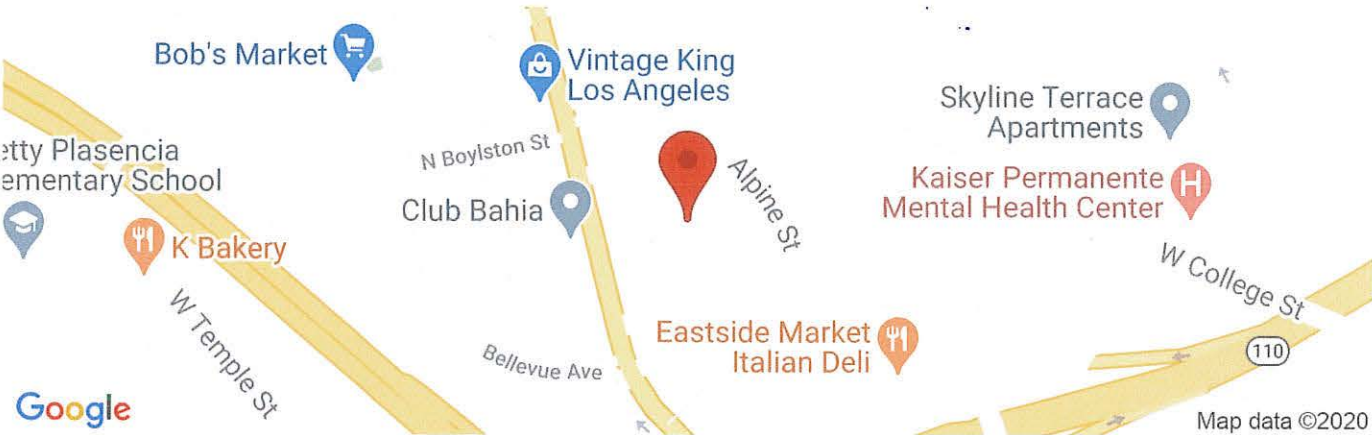 Bob's Market
Vintage King
Los Angeles
Skyline Terrace
Apartments
etty Plasencia
ementary School
N Boylston St
Alpine St
Kaiser Permanente
Mental Health Center
H
Club Bahia
K Bakery
W College St
W Temple St
Eastside Market
Italian Deli
Bellevue Ave
110
Google
Map data ©2020